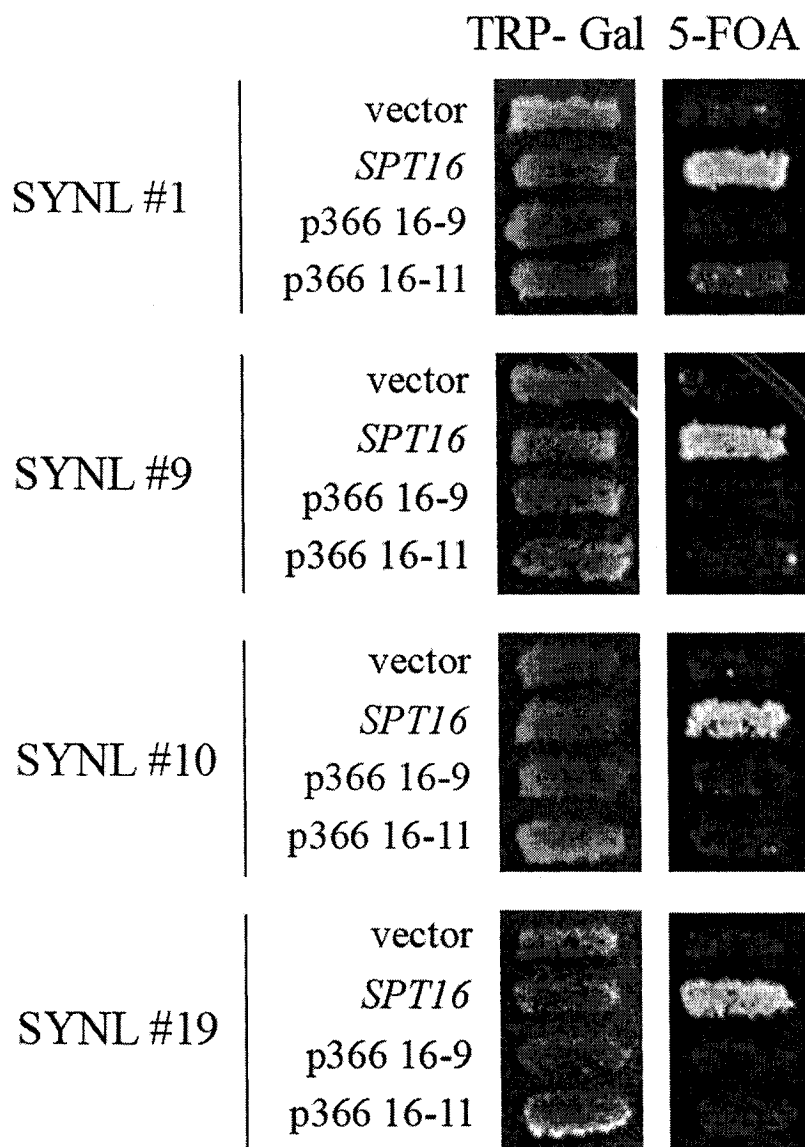 TRP- Gal 5-FOA
SYNL #1
vector
SPT16
p366 16-9
p366 16-11
SYNL #9
vector
SPT16
p366 16-9
p366 16-11
SYNL #10
vector
SPT16
p366 16-9
p366 16-11
SYNL #19
vector
SPT16
p366 16-9
p366 16-11